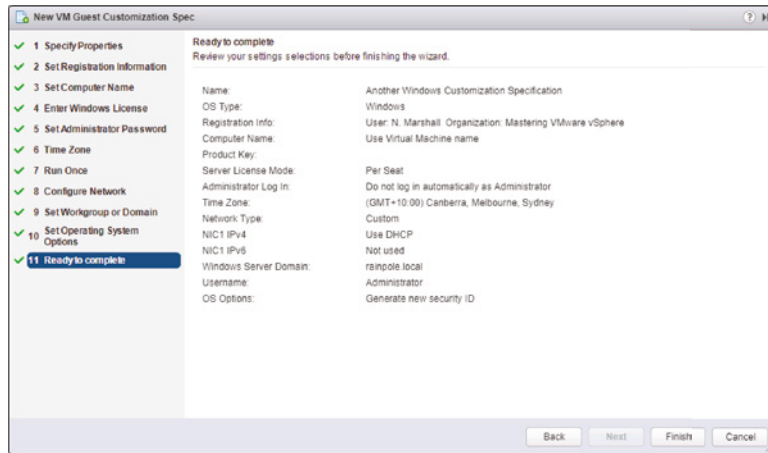 New VM Guest Customization Spec
?
1 Specify Properties
2 Set Registration Information
3 Set Computer Name
4 Enter Windows License
5 Set Administrator Password
6 Time Zone
7 Run Once
8 Configure Network
9 Set Workgroup or Domain
10 Set Operating System
Options
11 Ready to complete
Ready to complete
Review your settings selections before finishing the wizard.
Name: Another Windows Customization Specification
OS Type: Windows
Registration Info: User: N. Marshall Organization: Mastering VMware vSphere
Computer Name: Use Virtual Machine name
Product Key:
Server License Mode: Per Seat
Administrator Log In: Do not log in automatically as Administrator
Time Zone: (GMT+10:00) Canberra, Melbourne, Sydney
Network Type: Custom
NIC1 IPv4 Use DHCP
NIC1 IPv6 Not used
Windows Server Domain: rainpole.local
Username: Administrator
OS Options: Generate new security ID
Back Next Finish Cancel